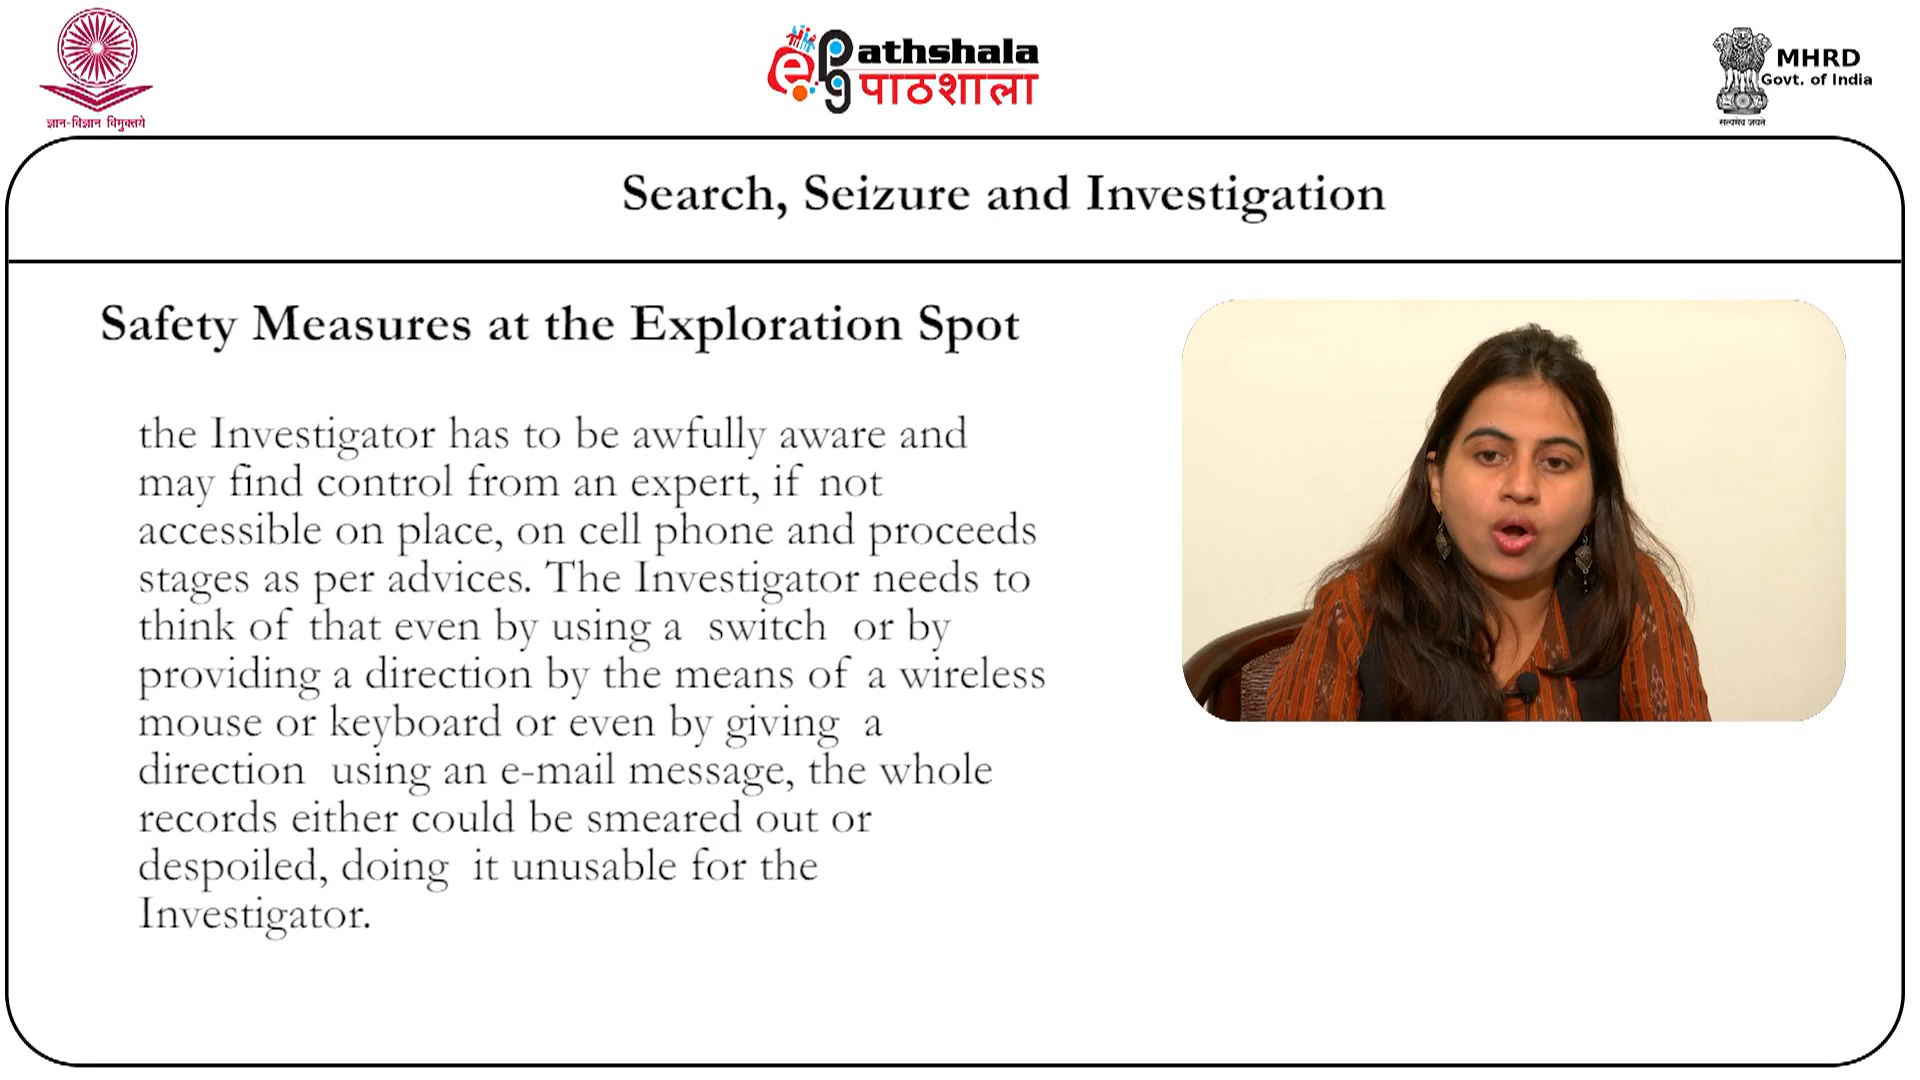 ज्ञान-विज्ञान विमुक्तये
ePathshala
पाठशाला
MHRD
Govt. of India
सत्यमेव जयते
Search, Seizure and Investigation
Safety Measures at the Exploration Spot
the Investigator has to be awfully aware and
may find control from an expert, if not
accessible on place, on cell phone and proceeds
stages as per advices. The Investigator needs to
think of that even by using a switch or by
providing a direction by the means of a wireless
mouse or keyboard or even by giving a
direction using an e-mail message, the whole
records either could be smeared out or
despoiled, doing it unusable for the
Investigator.